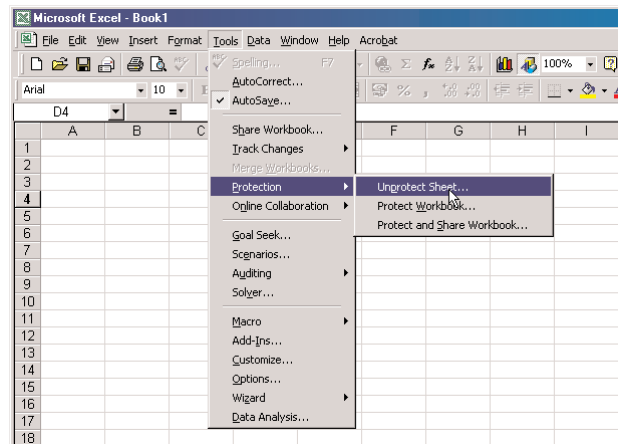 Microsoft Excel - Book1
File Edit View Insert Format Tools Data Window Help Acrobat
Spelling... F7
100%
Arial 10
AutoCorrect...
AutoSave...
D4 =
A B C F G H I
Share Workbook...
Track Changes
Merge Workbooks...
Protection
Online Collaboration
Goal Seek...
Scenarios...
Auditing
Solver...
Macro
Add-Ins...
Customize...
Options...
Wizard
Data Analysis...
Unprotect Sheet...
Protect Workbook...
Protect and Share Workbook...
1
2
3
4
5
6
7
8
9
10
11
12
13
14
15
16
17
18